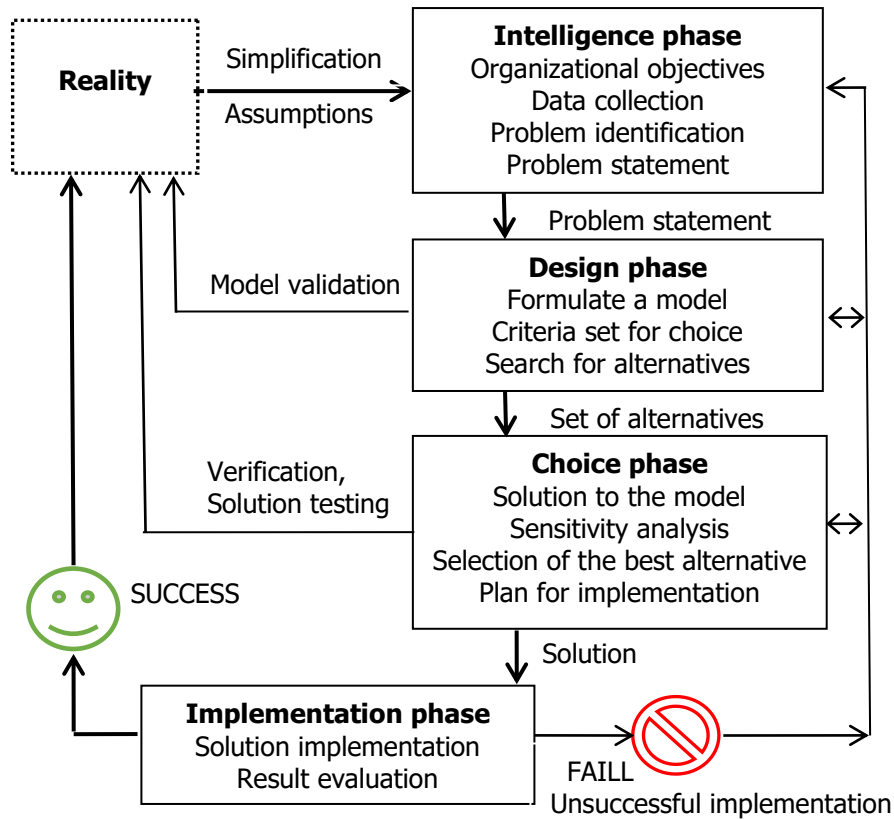 Reality
Simplification
Assumptions
Intelligence phase
Organizational objectives
Data collection
Problem identification
Problem statement
Problem statement
Model validation
Design phase
Formulate a model
Criteria set for choice
Search for alternatives
Set of alternatives
Verification,
Solution testing
Choice phase
Solution to the model
Sensitivity analysis
Selection of the best alternative
Plan for implementation
SUCCESS
Solution
Implementation phase
Solution implementation
Result evaluation
FAILL
Unsuccessful implementation